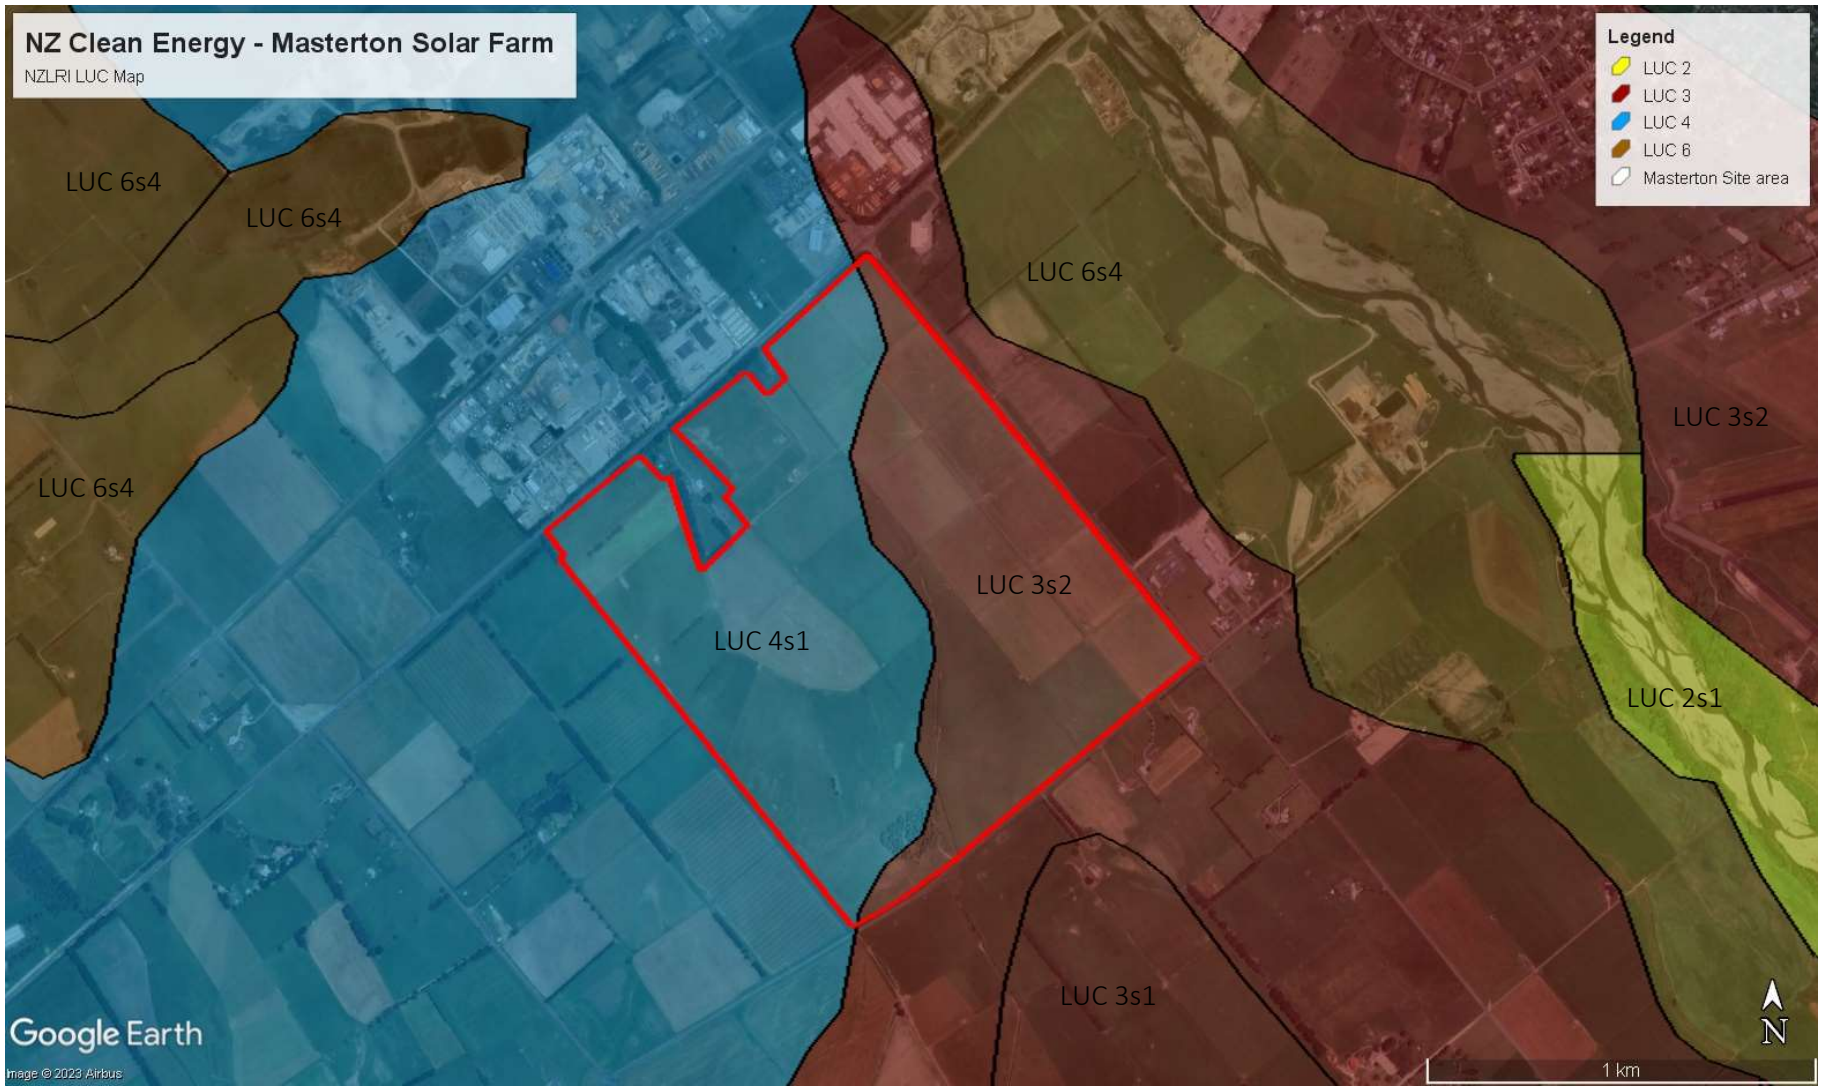 NZ Clean Energy - Masterton Solar Farm
NZLRI LUC Map
Legend
LUC 2
LUC 3
LUC 4
LUC 6
Masterton Site area
LUC 6s4
LUC 6s4
LUC 6s4
LUC 3s2
LUC 6s4
LUC 3s2
LUC 4s1
LUC 2s1
LUC 3s1
N
Google Earth
1 km
Image © 2023 Airbus